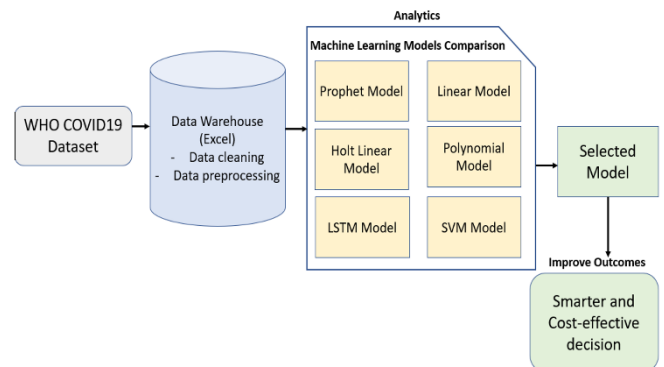 Analytics
Machine Learning Models Comparison
WHO COVID19
Dataset
Data Warehouse
(Excel)
- Data cleaning
- Data preprocessing
Prophet Model
Linear Model
Holt Linear
Model
Polynomial
Model
LSTM Model
SVM Model
Selected
Model
Improve Outcomes
Smarter and
Cost-effective
decision